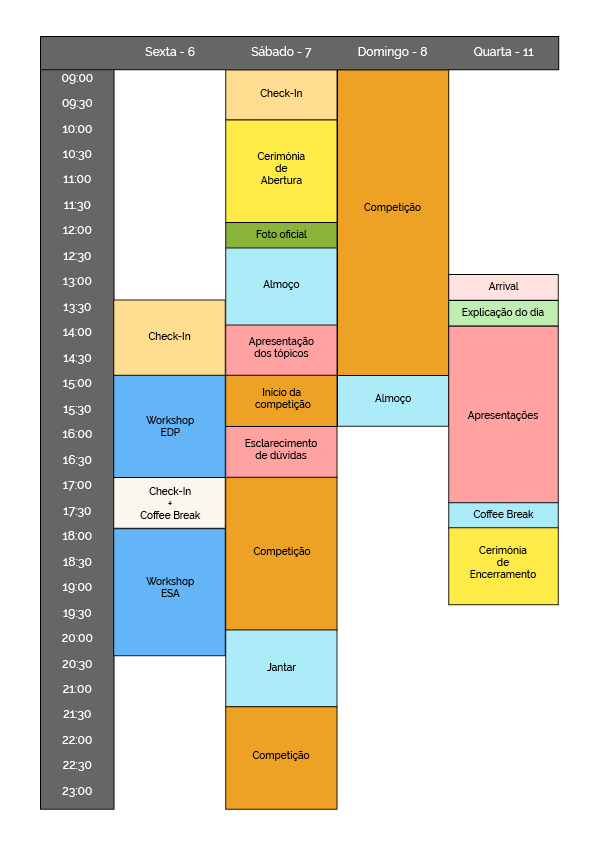 Sexta - 6
Sábado - 7
Domingo - 8
Quarta - 11
09:00
09:30
10:00
10:30
11:00
11:30
12:00
12:30
13:00
13:30
14:00
14:30
15:00
15:30
16:00
16:30
17:00
17:30
18:00
18:30
19:00
19:30
20:00
20:30
21:00
21:30
22:00
22:30
23:00
Check-In
Workshop
EDP
Check-In
+
Coffee Break
Workshop
ESA
Check-In
Cerimónia
de
Abertura
Foto oficial
Almoço
Apresentação
dos tópicos
Início da
competição
Esclarecimento
de dúvidas
Competição
Jantar
Competição
Competição
Almoço
Arrival
Explicação do dia
Apresentações
Coffee Break
Cerimónia
de
Encerramento